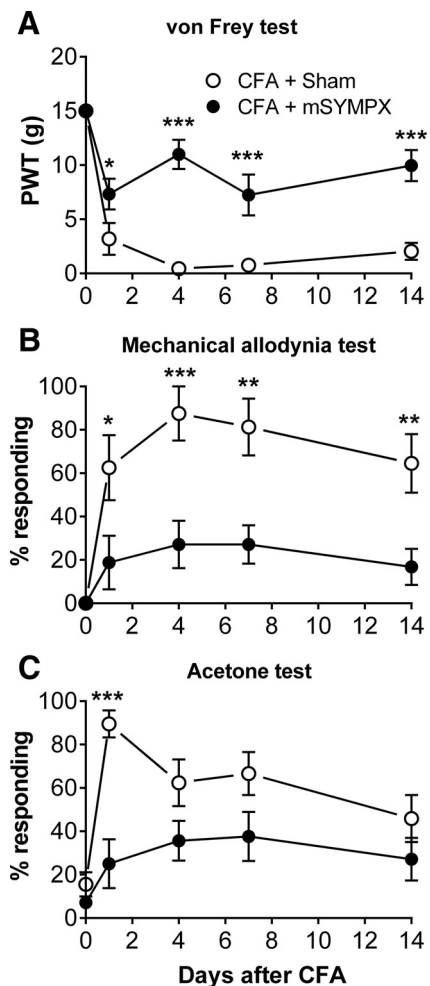 A
von Frey test
20
15
10
5
0
PWT (g)
CFA + Sham
CFA + mSYMPX
*
***
***
***
0 2 4 6 8 10 12 14
B
Mechanical allodynia test
100
80
60
40
20
0
% responding
*
***
**
**
0 2 4 6 8 10 12 14
C
Acetone test
100
80
60
40
20
0
% responding
***
0 2 4 6 8 10 12 14
Days after CFA